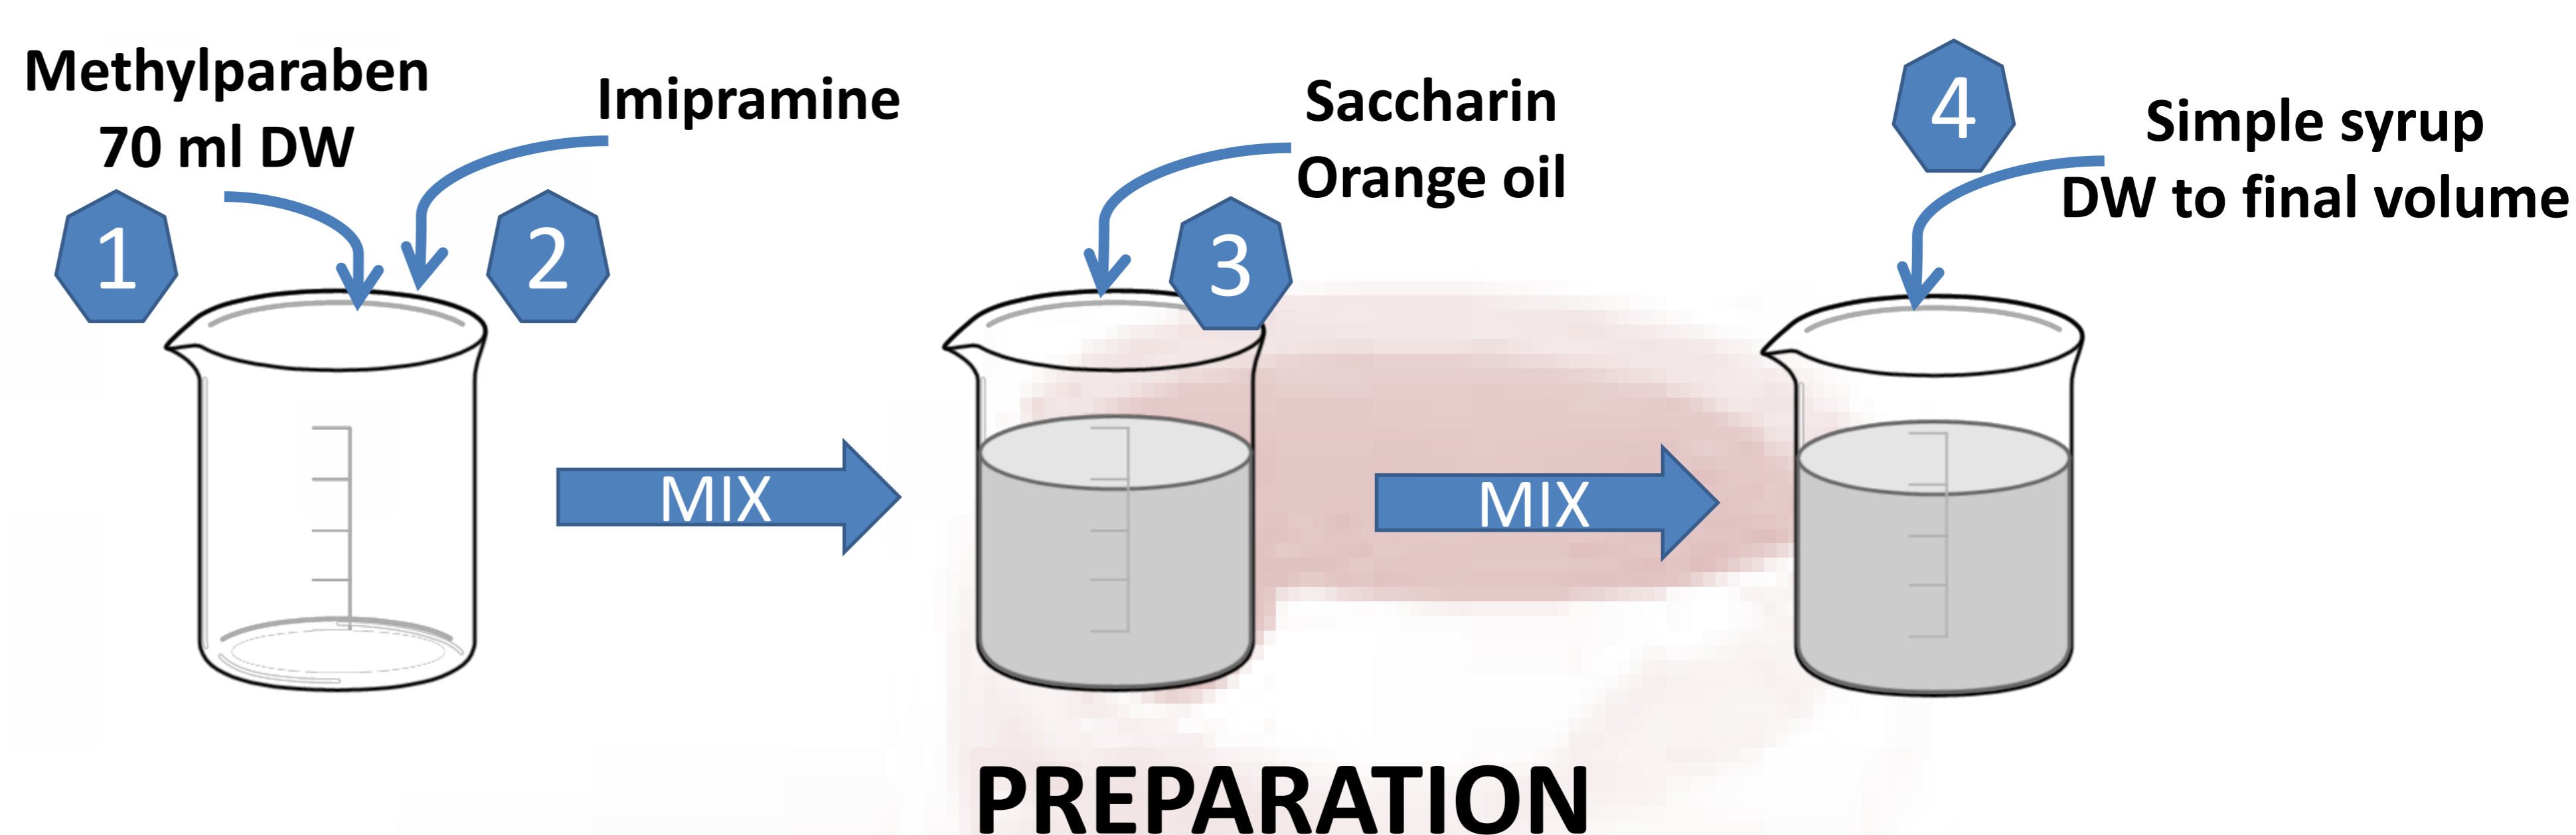 Methylparaben
70 ml DW
1
Imipramine
2
MIX
Saccharin
Orange oil
3
MIX
4
Simple syrup
DW to final volume
PREPARATION